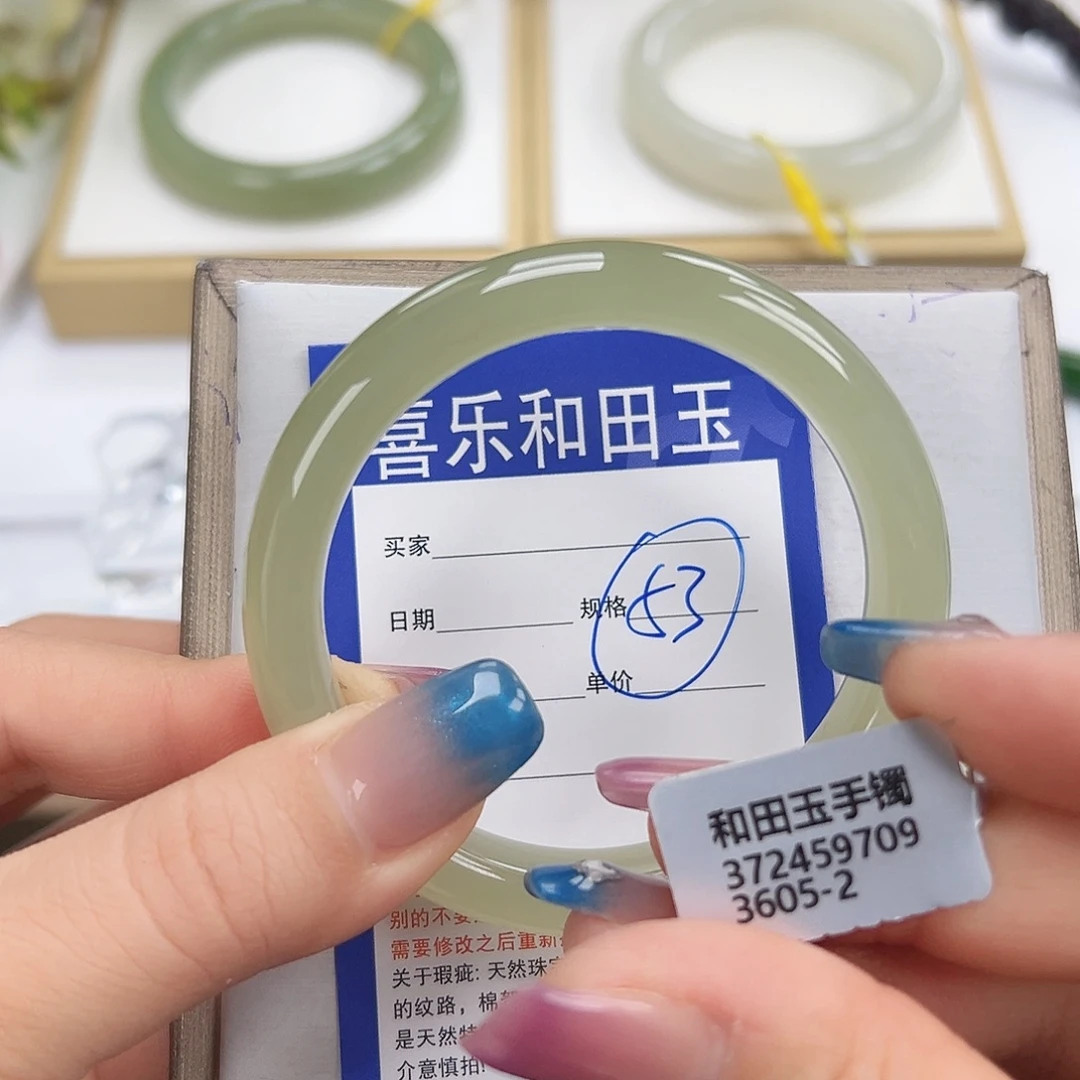 喜乐和田玉
买家
日期 规格 53
单价
和田玉手镯
372459709
3605-2
别的不要
需要修改之后重新
关于瑕疵: 天然珠
的纹路，棉
是天然
介意慎拍!